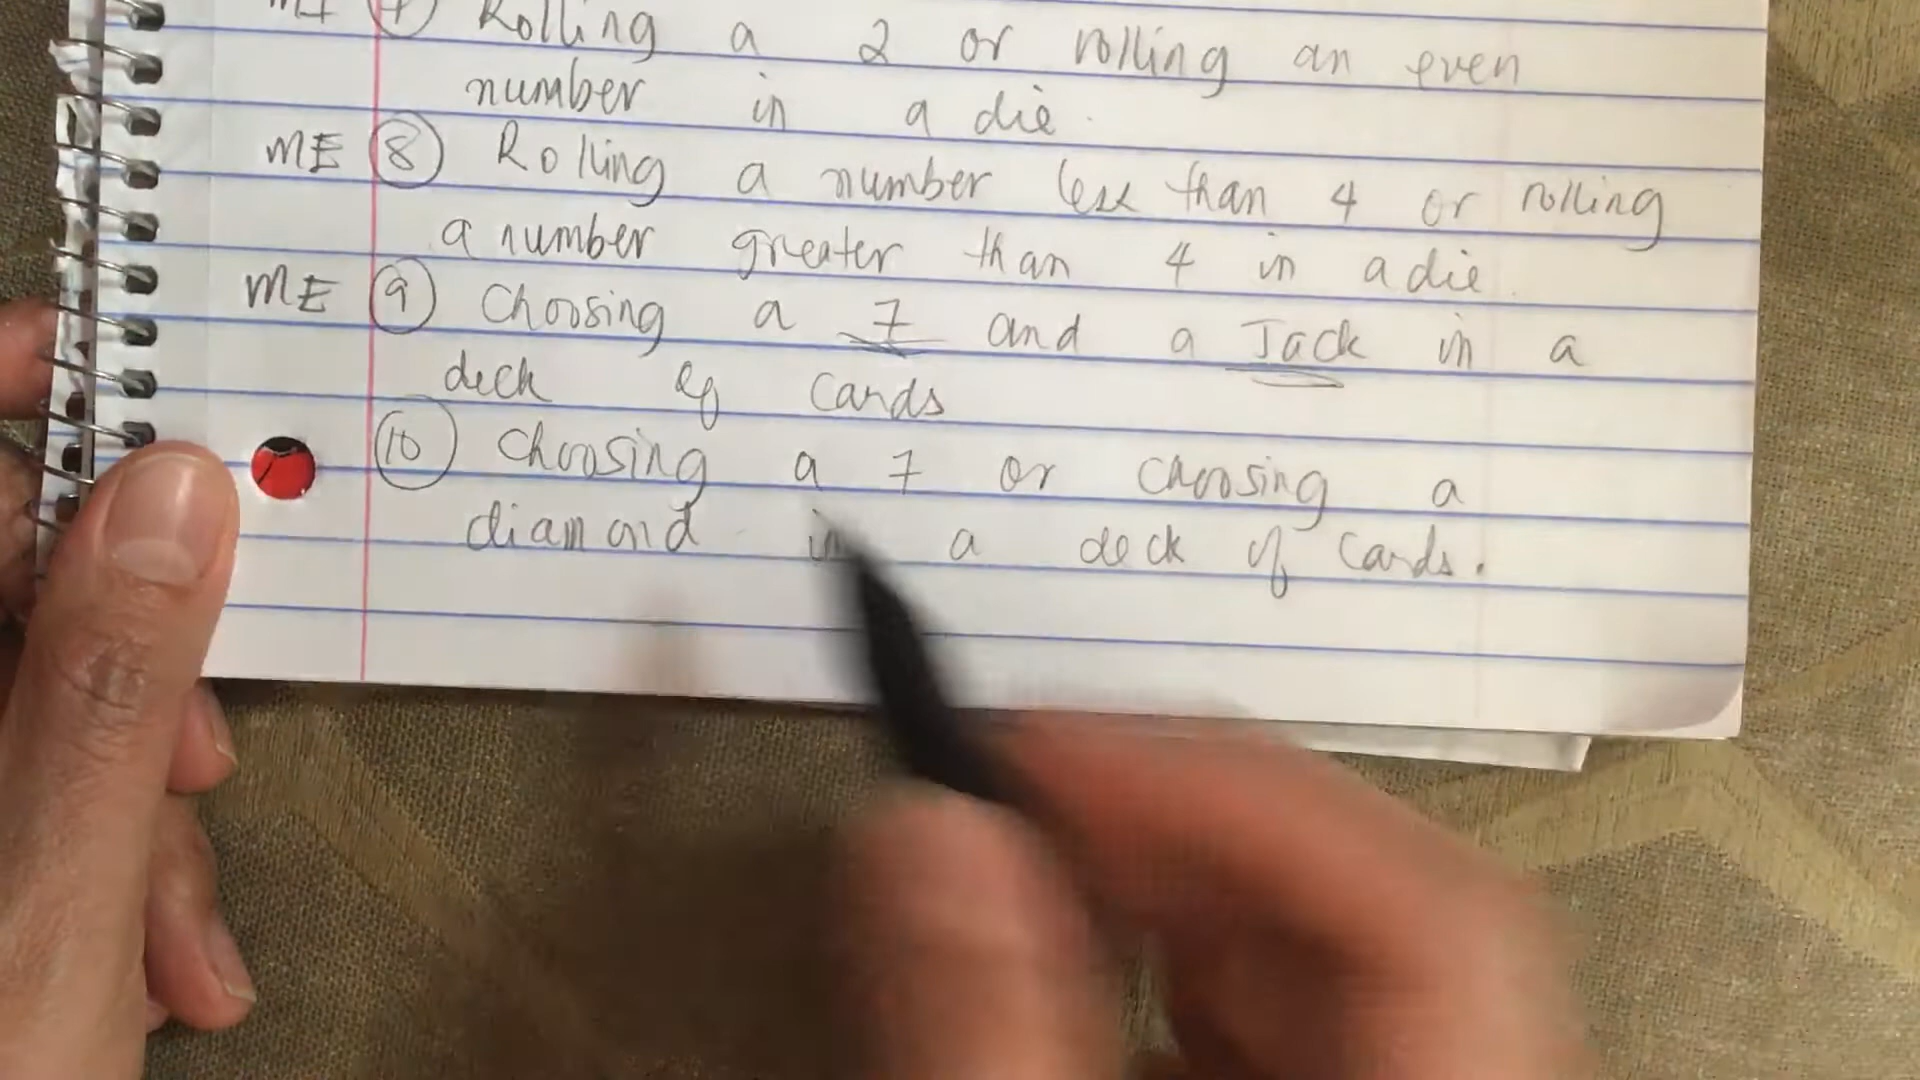 7 Rolling a 2 or rolling an even
number in a die.
ME 8 Rolling a number less than 4 or rolling
a number greater than 4 in a die.
ME 9 Choosing a 7 and a Jack in a
deck of cards
10 Choosing a 7 or choosing a
diamond in a deck of cards.